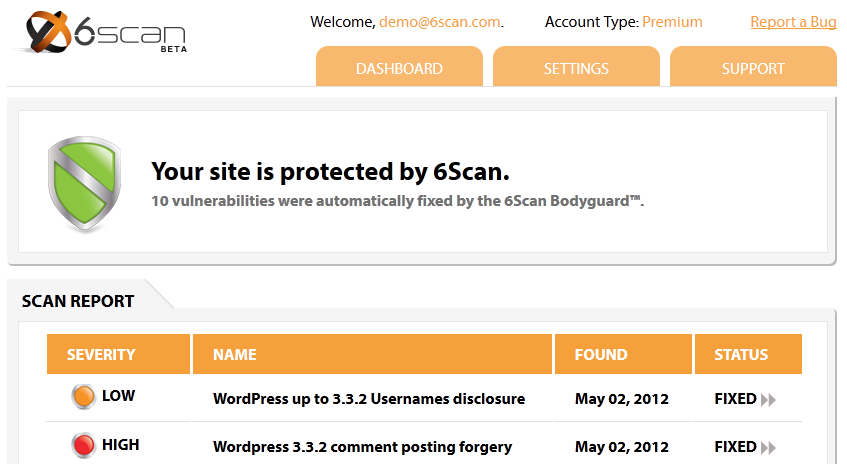 6scan
BETA
Welcome, demo@6scan.com. Account Type: Premium Report a Bug
DASHBOARD SETTINGS SUPPORT
Your site is protected by 6Scan.
10 vulnerabilities were automatically fixed by the 6Scan Bodyguard™.
SCAN REPORT
SEVERITY NAME FOUND STATUS
LOW WordPress up to 3.3.2 Usernames disclosure May 02, 2012 FIXED
HIGH Wordpress 3.3.2 comment posting forgery May 02, 2012 FIXED